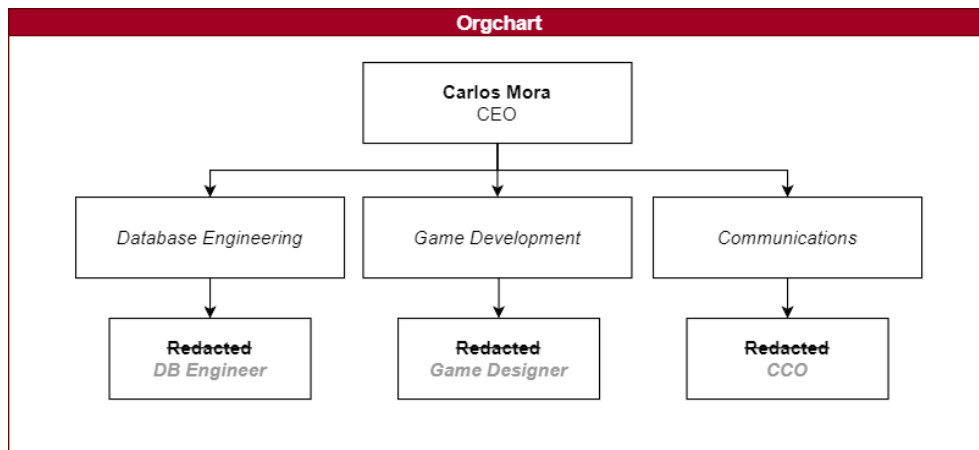 Orgchart
Carlos Mora
CEO
Database Engineering
Game Development
Communications
Redacted
DB Engineer
Redacted
Game Designer
Redacted
CCO